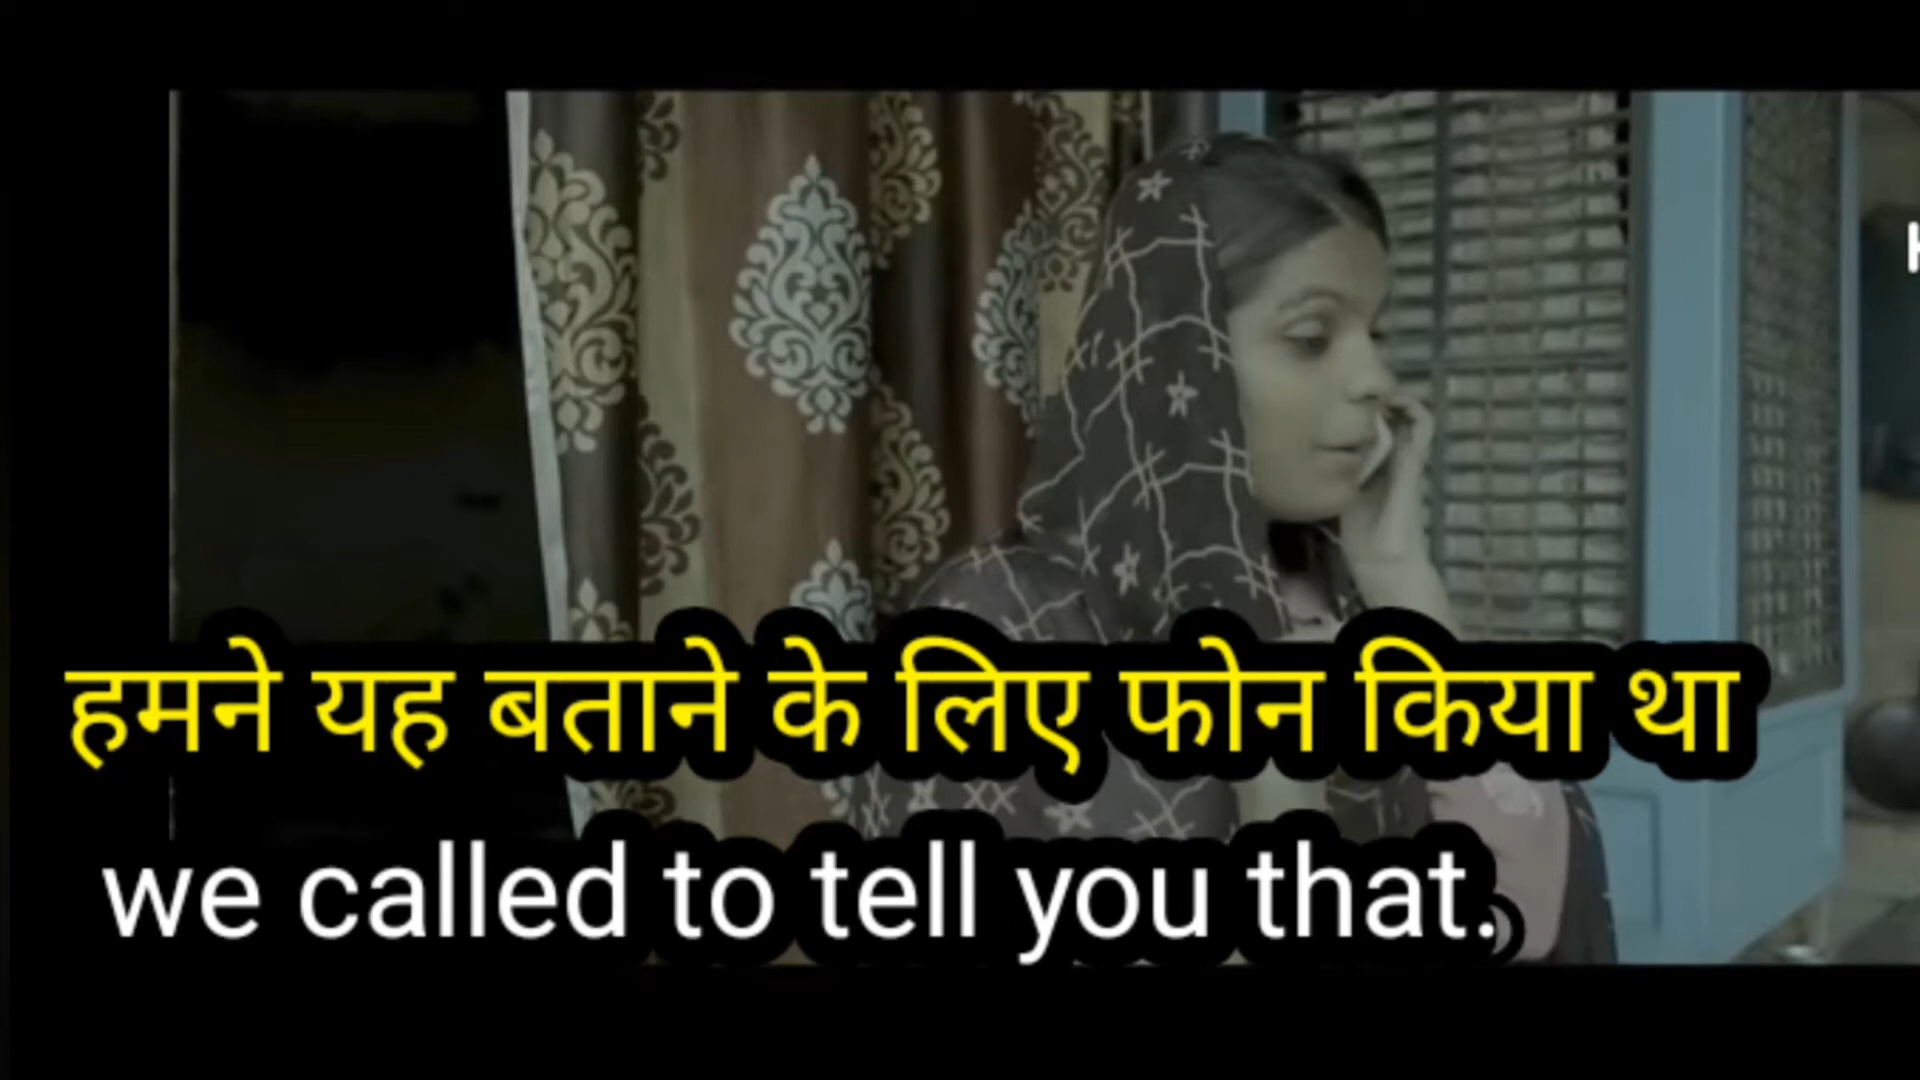 हमने यह बताने के लिए फोन किया था
we called to tell you that.